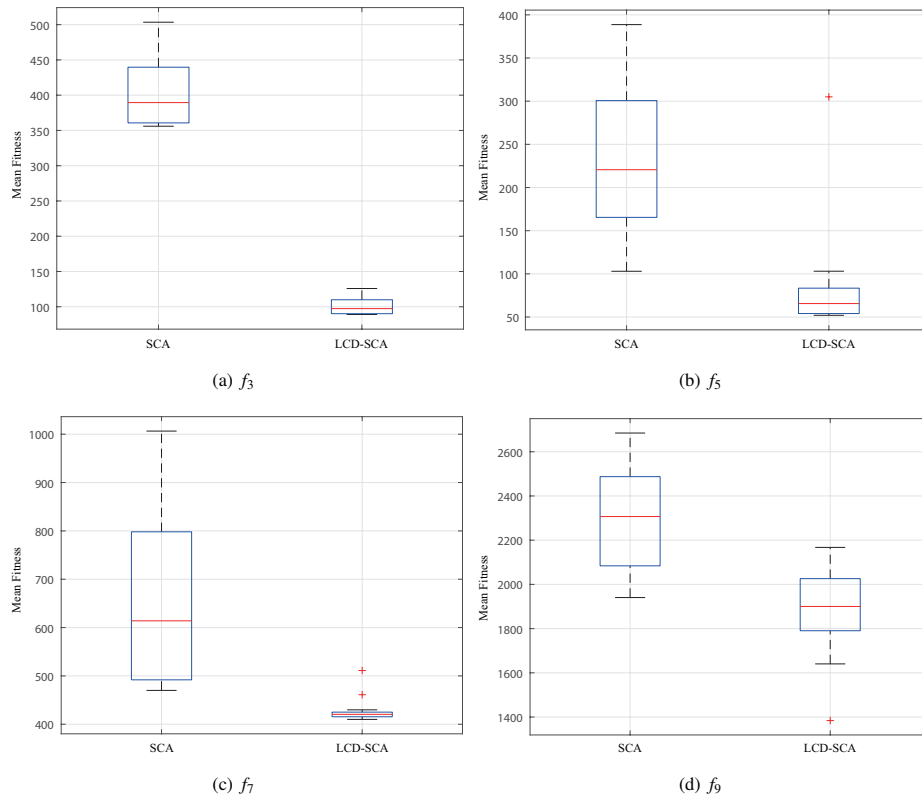 500
450
400
350
300
250
200
150
100
Mean Fitness
SCA
LCD-SCA
(a) f3
400
350
300
250
200
150
100
50
Mean Fitness
SCA
LCD-SCA
(b) f5
1000
900
800
700
600
500
400
Mean Fitness
SCA
LCD-SCA
(c) f7
2600
2400
2200
2000
1800
1600
1400
Mean Fitness
SCA
LCD-SCA
(d) f9